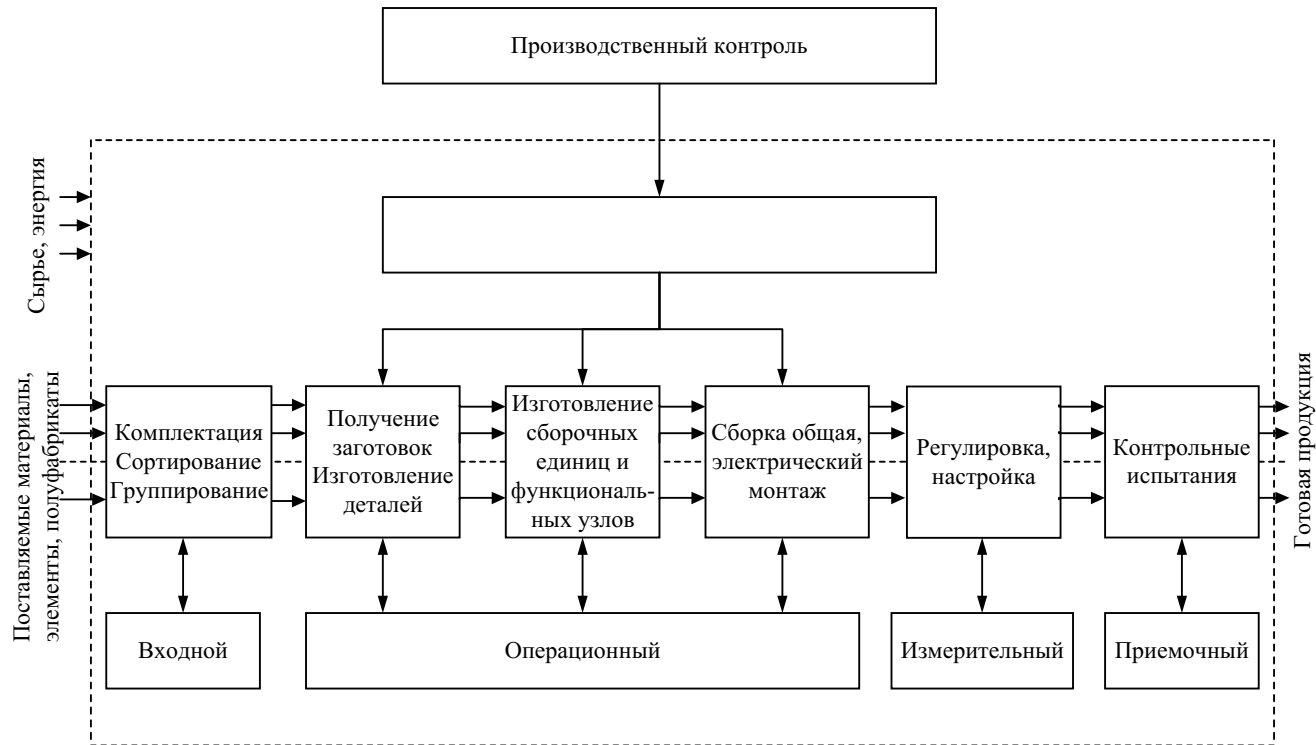 Производственный контроль
Сырье, энергия
Поставляемые материалы,
элементы, полуфабрикаты
Комплектация
Сортирование
Группирование
Получение
заготовок
Изготовление
деталей
Изготовление
сборочных
единиц и
функциональ-
ных узлов
Сборка общая,
электрический
монтаж
Регулировка,
настройка
Контрольные
испытания
Готовая продукция
Входной
Операционный
Измерительный
Приемочный